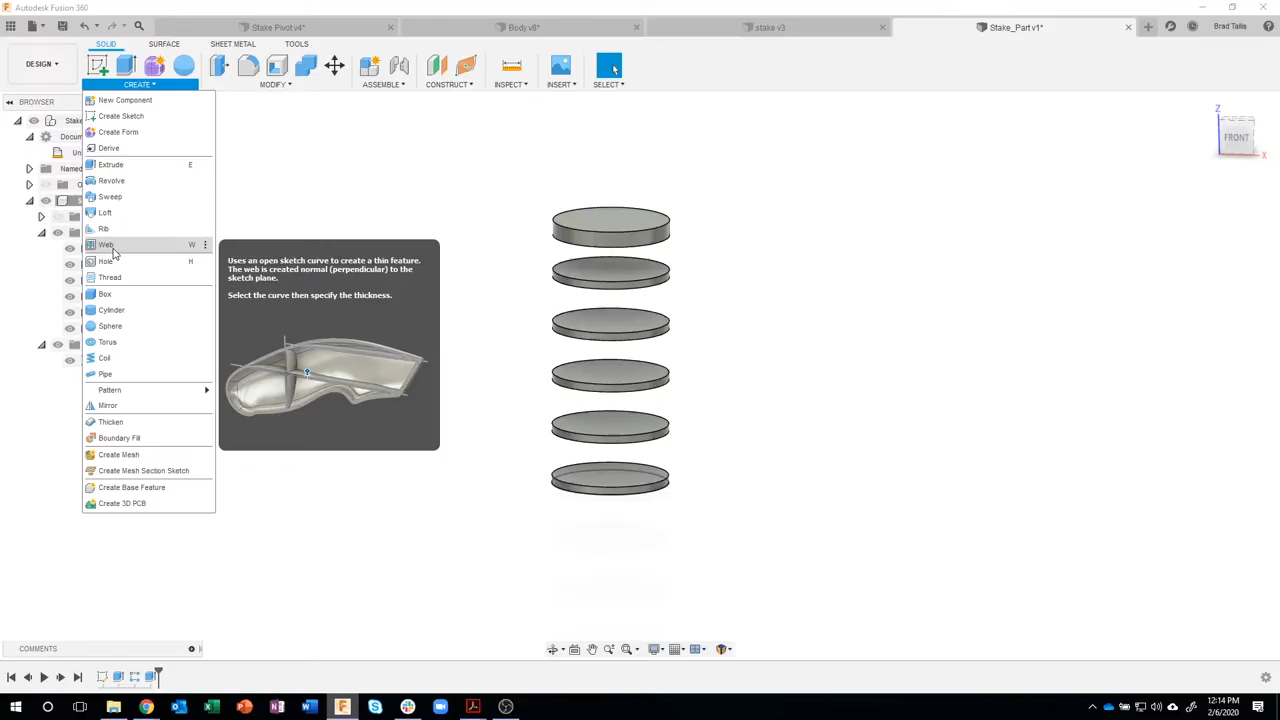 Autodesk Fusion 360
Stake Pivot v4*
Body v8*
stake v3
Stake_Part v1*
Brad Tallis
SOLID
SURFACE
SHEET METAL
TOOLS
DESIGN
CREATE
MODIFY
ASSEMBLE
CONSTRUCT
INSPECT
INSERT
SELECT
BROWSER
New Component
Create Sketch
Create Form
Derive
Extrude E
Revolve
Sweep
Loft
Rib
Web W
Hole H
Thread
Box
Cylinder
Sphere
Torus
Coil
Pipe
Pattern
Mirror
Thicken
Boundary Fill
Create Mesh
Create Mesh Section Sketch
Create Base Feature
Create 3D PCB
Stake
Docum
Un
Named
O
S
Uses an open sketch curve to create a thin feature.
The web is created normal (perpendicular) to the
sketch plane.
Select the curve then specify the thickness.
Z
FRONT
X
COMMENTS
12:14 PM
2/6/2020